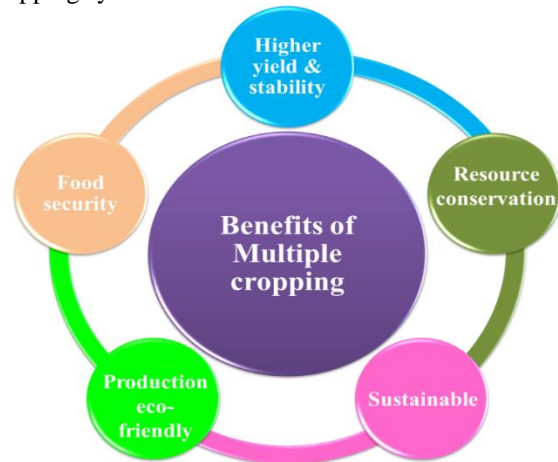 Higher
yield &
stability
Resource
conservation
Sustainable
Production
eco-
friendly
Food
security
Benefits of
Multiple
cropping